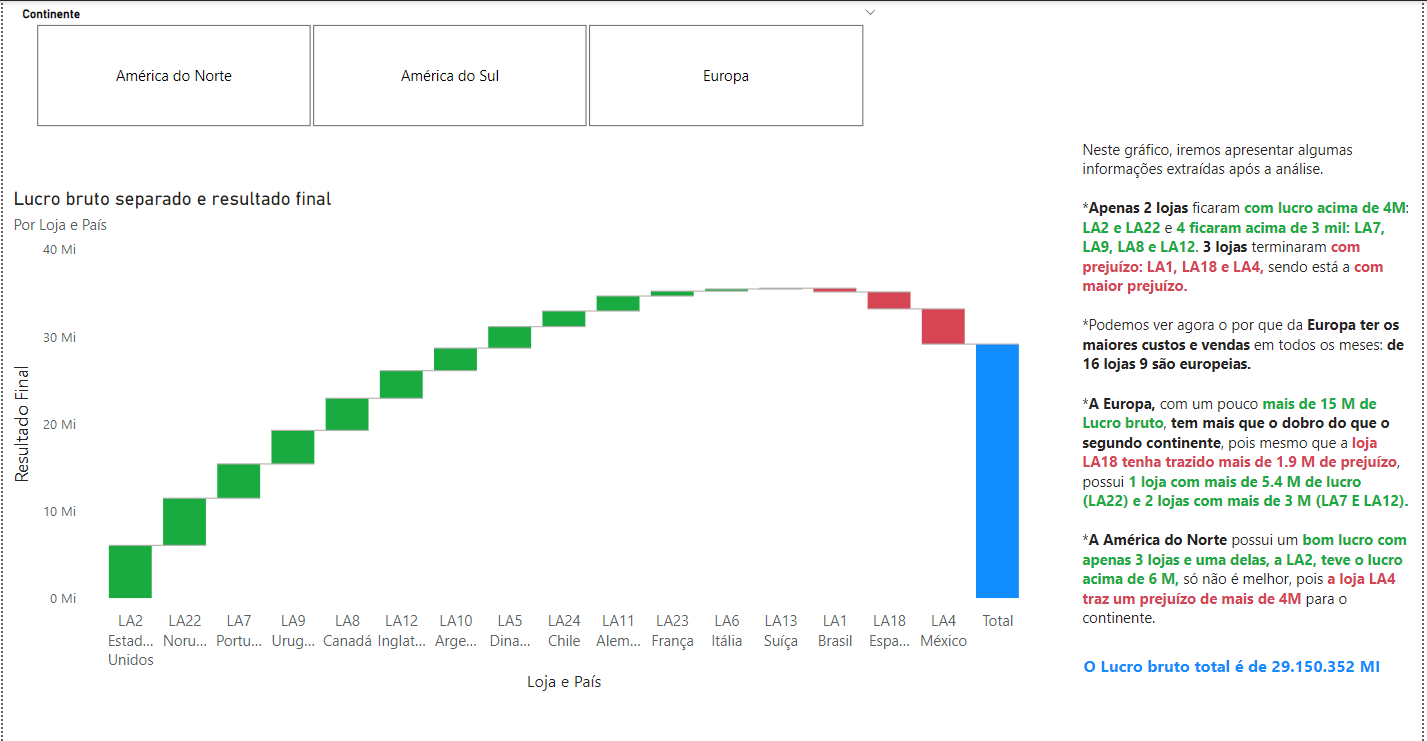 Continente
América do Norte
América do Sul
Europa
Lucro bruto separado e resultado final
Por Loja e País
40 Mi
30 Mi
20 Mi
10 Mi
0 Mi
Resultado Final
LA2 Estad... Unidos
LA22 Noru...
LA7 Portu...
LA9 Urug...
LA8 Canadá
LA12 Inglat...
LA10 Arge...
LA5 Dina...
LA24 Chile
LA11 Alem...
LA23 França
LA6 Itália
LA13 Suíça
LA1 Brasil
LA18 Espa...
LA4 México
Total
Loja e País
Neste gráfico, iremos apresentar algumas
informações extraídas após a análise.
*Apenas 2 lojas ficaram com lucro acima de 4M:
LA2 e LA22 e 4 ficaram acima de 3 mil: LA7,
LA9, LA8 e LA12. 3 lojas terminaram com
prejuízo: LA1, LA18 e LA4, sendo está a com
maior prejuízo.
*Podemos ver agora o por que da Europa ter os
maiores custos e vendas em todos os meses: de
16 lojas 9 são europeias.
*A Europa, com um pouco mais de 15 M de
Lucro bruto, tem mais que o dobro do que o
segundo continente, pois mesmo que a loja
LA18 tenha trazido mais de 1.9 M de prejuízo,
possui 1 loja com mais de 5.4 M de lucro
(LA22) e 2 lojas com mais de 3 M (LA7 E LA12).
*A América do Norte possui um bom lucro com
apenas 3 lojas e uma delas, a LA2, teve o lucro
acima de 6 M, só não é melhor, pois a loja LA4
traz um prejuízo de mais de 4M para o
continente.
O Lucro bruto total é de 29.150.352 MI